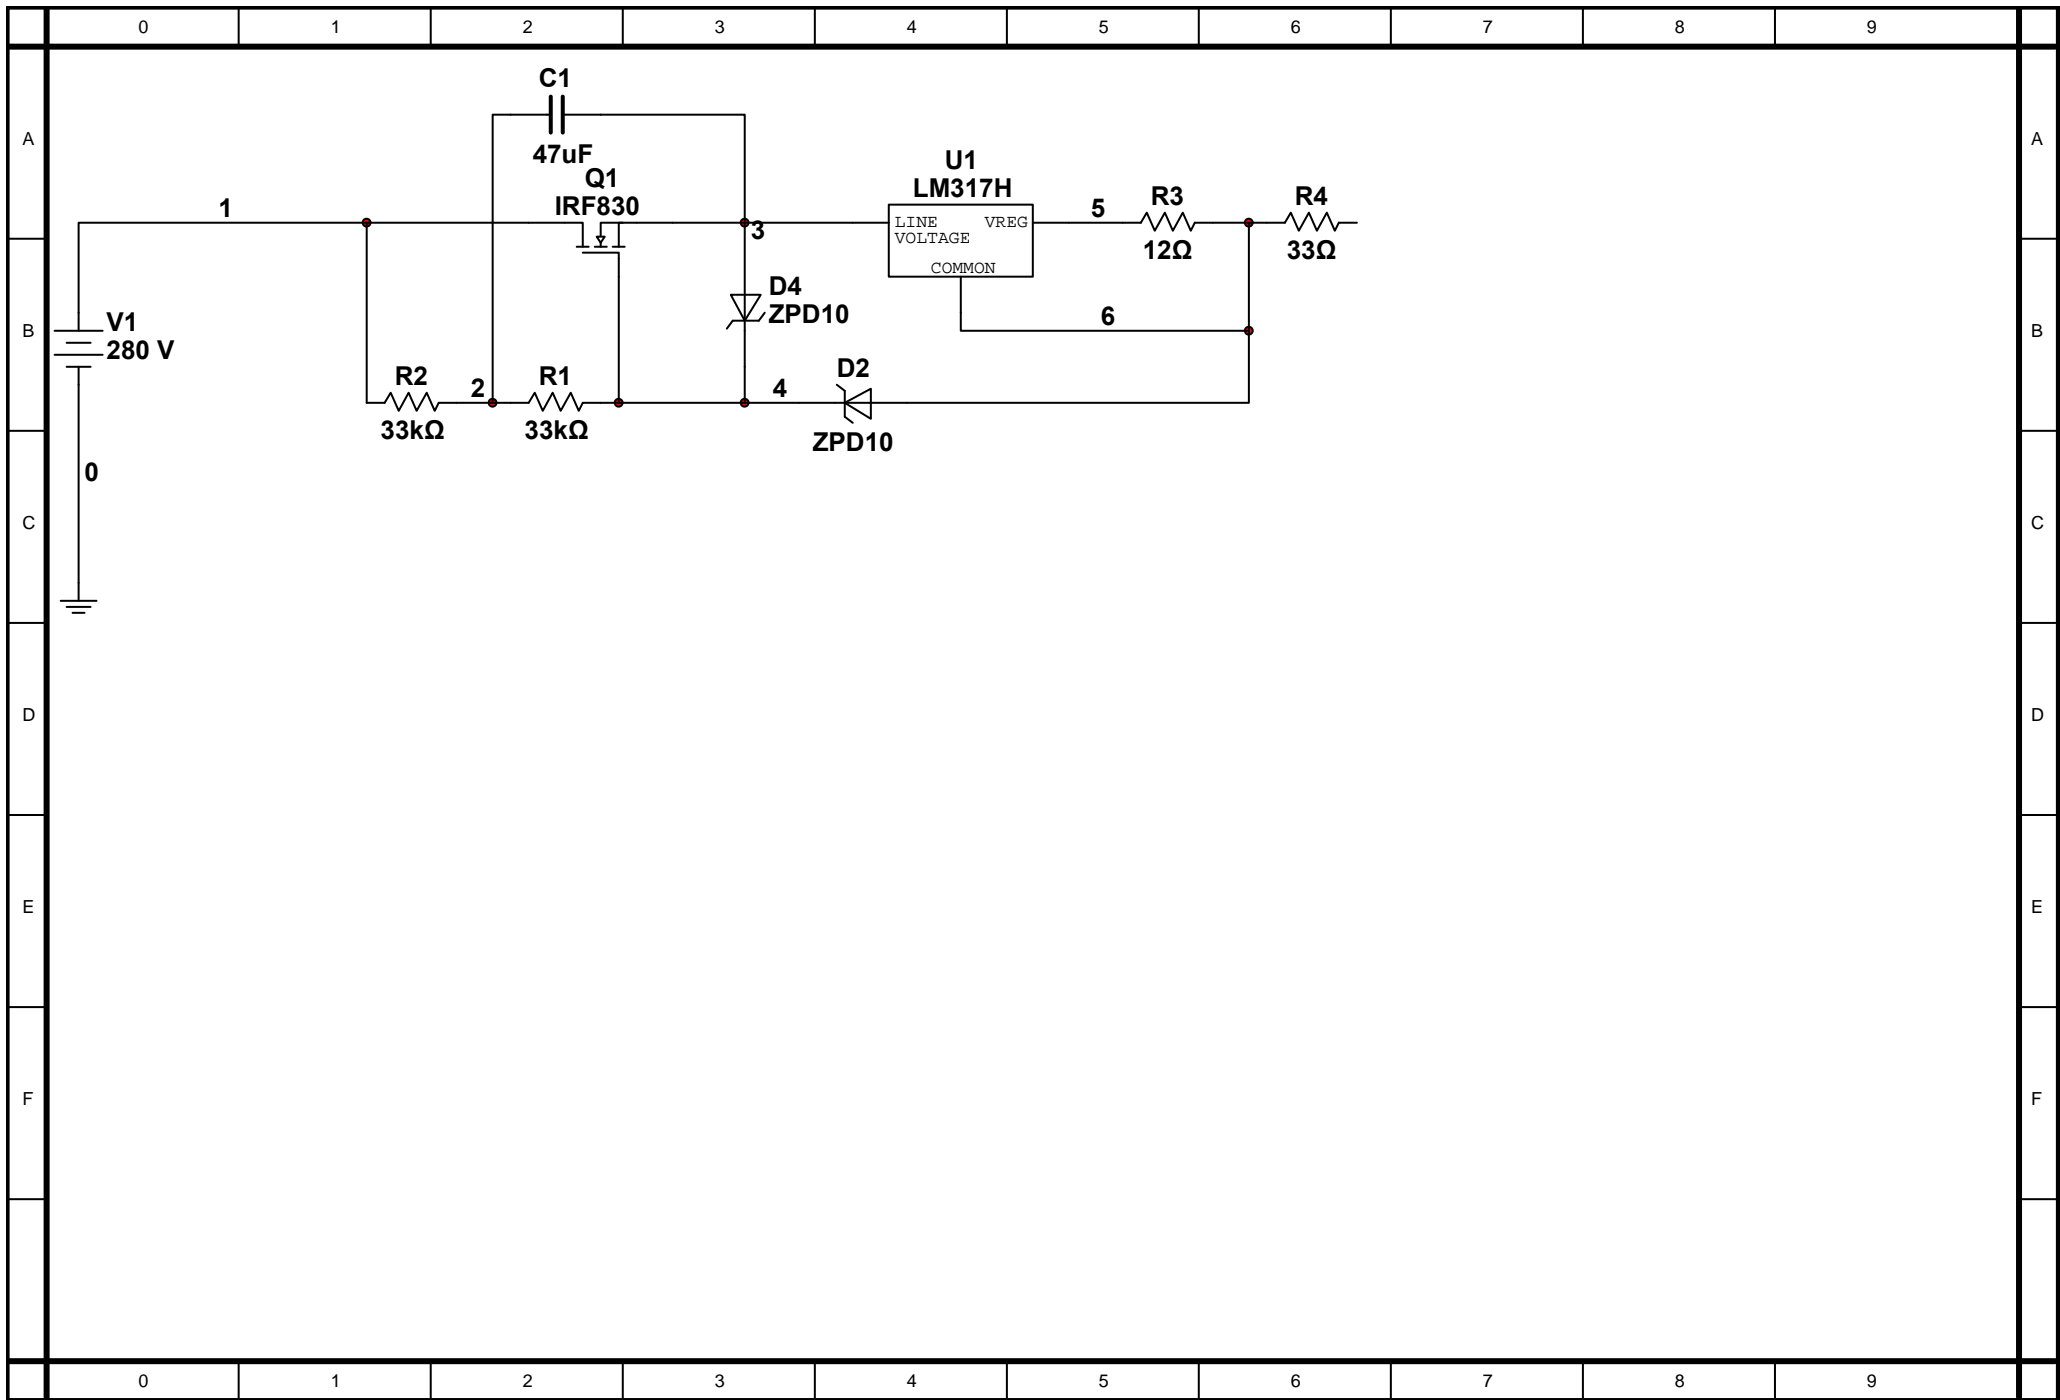 0 1 2 3 4 5 6 7 8 9
C1
A A
47uF
U1
Q1
LM317H
IRF830
R3 R4
1
5
LINE VREG
3
VOLTAGE
12Ω 33Ω
COMMON
D4
ZPD10
6
V1
B B
280 V
D2
R2 2 R1 4
33kΩ 33kΩ
ZPD10
0
C C
D D
E E
F F
0 1 2 3 4 5 6 7 8 9